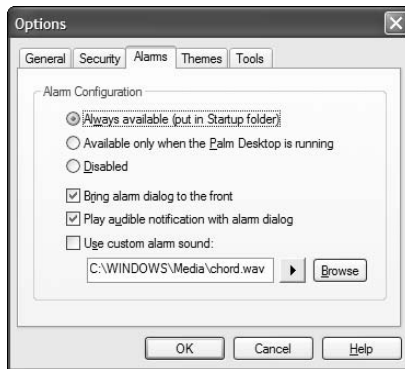 Options
General Security Alarms Themes Tools
Alarm Configuration
Always available (put in Startup folder)
Available only when the Palm Desktop is running
Disabled
Bring alarm dialog to the front
Play audible notification with alarm dialog
Use custom alarm sound:
C:\WINDOWS\Media\chord.wav Browse
OK Cancel Help